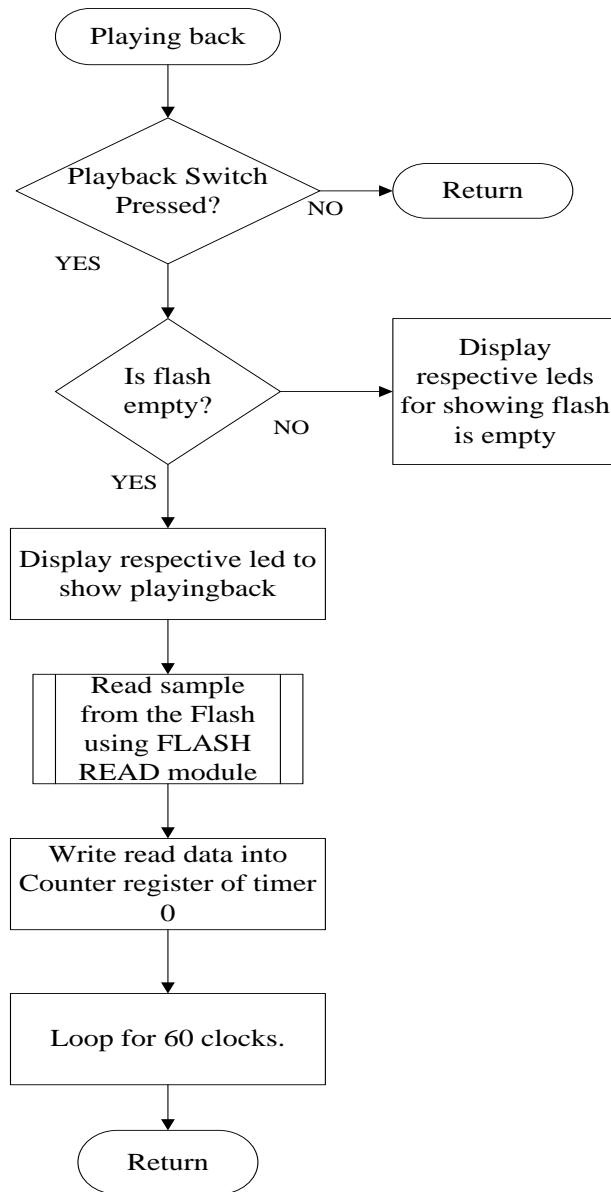 Playing back
Playback Switch
Pressed?
NO
Return
YES
Is flash
empty?
NO
Display
respective leds
for showing flash
is empty
YES
Display respective led to
show playingback
Read sample
from the Flash
using FLASH
READ module
Write read data into
Counter register of timer
0
Loop for 60 clocks.
Return